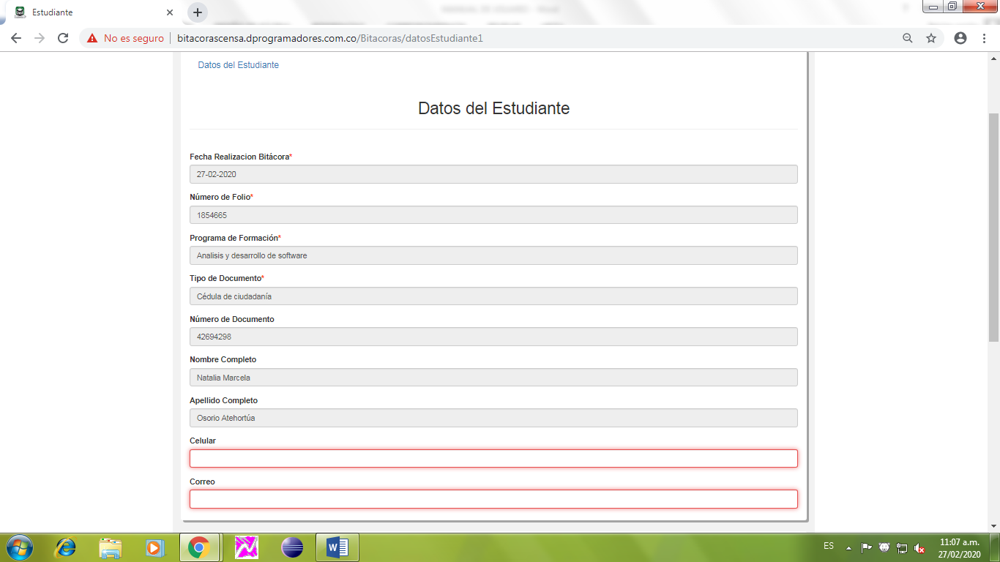 Estudiante
No es seguro
bitacorascensa.dprogramadores.com.co/Bitacoras/datosEstudiante1
Datos del Estudiante
Datos del Estudiante
Fecha Realizacion Bitácora*
27-02-2020
Número de Folio*
1854665
Programa de Formación*
Analisis y desarrollo de software
Tipo de Documento*
Cédula de ciudadanía
Número de Documento
42694298
Nombre Completo
Natalia Marcela
Apellido Completo
Osorio Atehortúa
Celular
Correo
ES
11:07 a.m.
27/02/2020